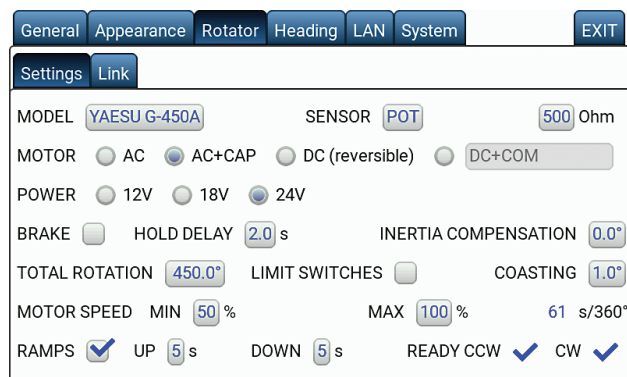 General Appearance Rotator Heading LAN System EXIT
Settings Link
MODEL YAESU G-450A SENSOR POT 500 Ohm
MOTOR AC AC+CAP DC (reversible) DC+COM
POWER 12V 18V 24V
BRAKE HOLD DELAY 2.0 s INERTIA COMPENSATION 0.0°
TOTAL ROTATION 450.0° LIMIT SWITCHES COASTING 1.0°
MOTOR SPEED MIN 50 % MAX 100 % 61 s/360°
RAMPS UP 5 s DOWN 5 s READY CCW CW